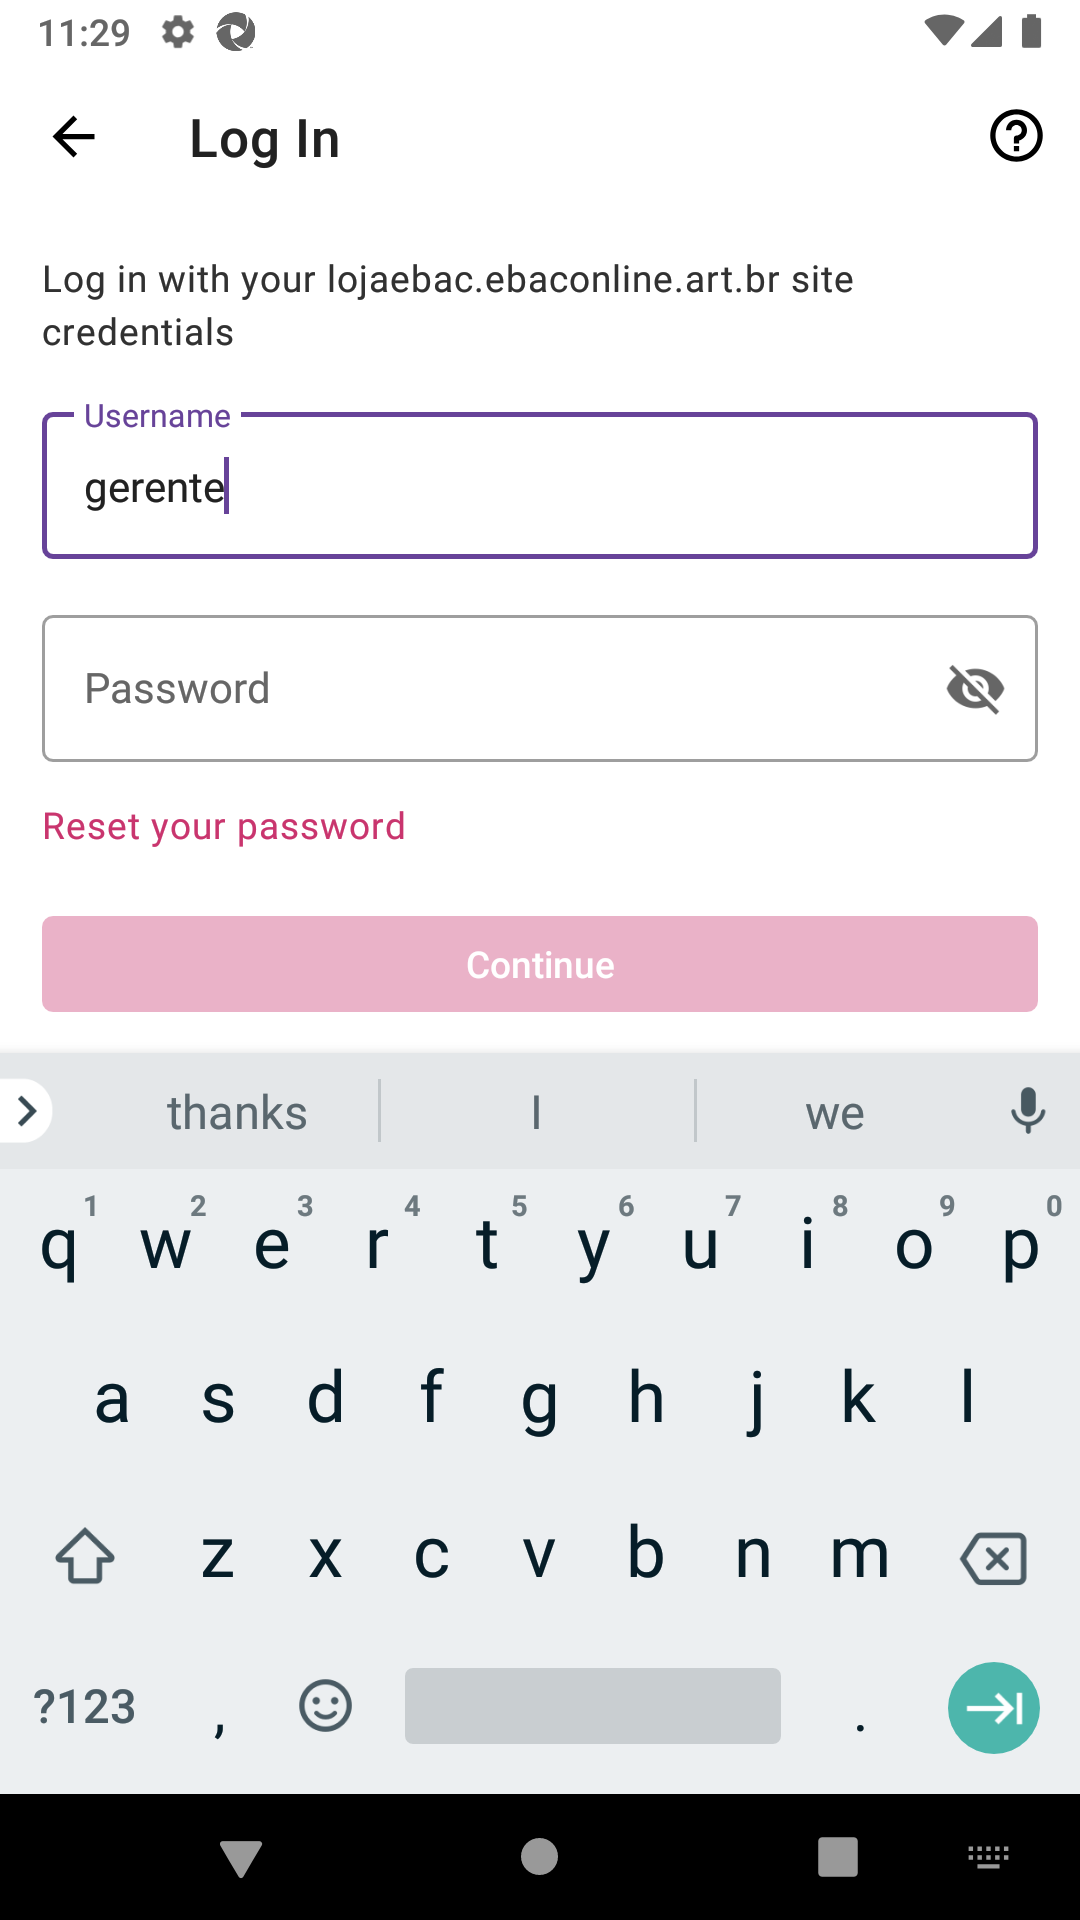 11:29
Log In
Log in with your lojaebac.ebaconline.art.br site
credentials
Username
gerente
Password
Reset your password
Continue
thanks I we
1 2 3 4 5 6 7 8 9 0
q w e r t y u i o p
a s d f g h j k l
z x c v b n m
?123 , .